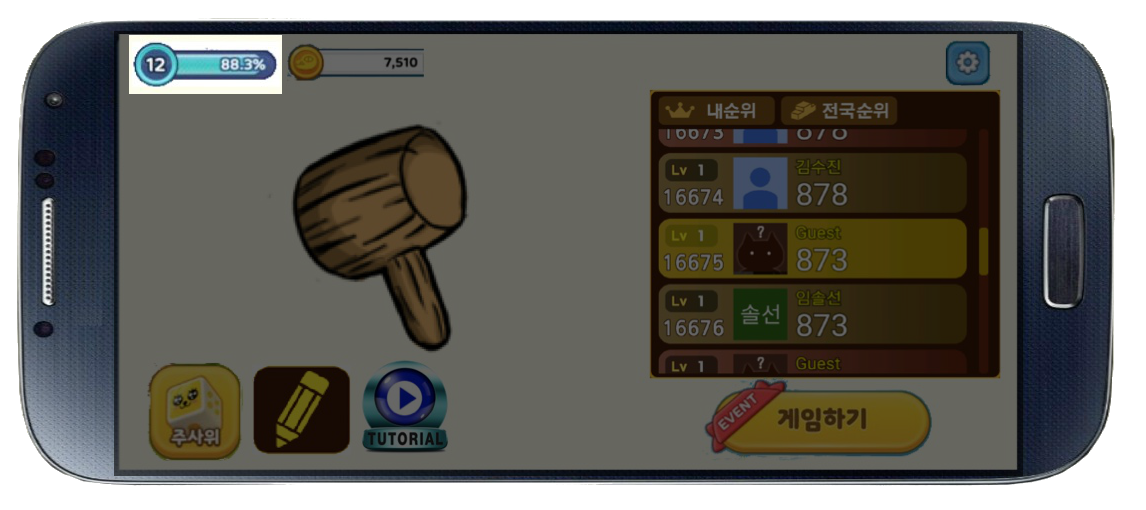 12 88.3%
7,510
내순위 전국순위
16673 878
Lv 1 김수진
16674 878
Lv 1 Guest
?
16675 873
Lv 1 임솔선
솔선
16676 873
Lv 1 ? Guest
주사위
TUTORIAL
EVENT 게임하기